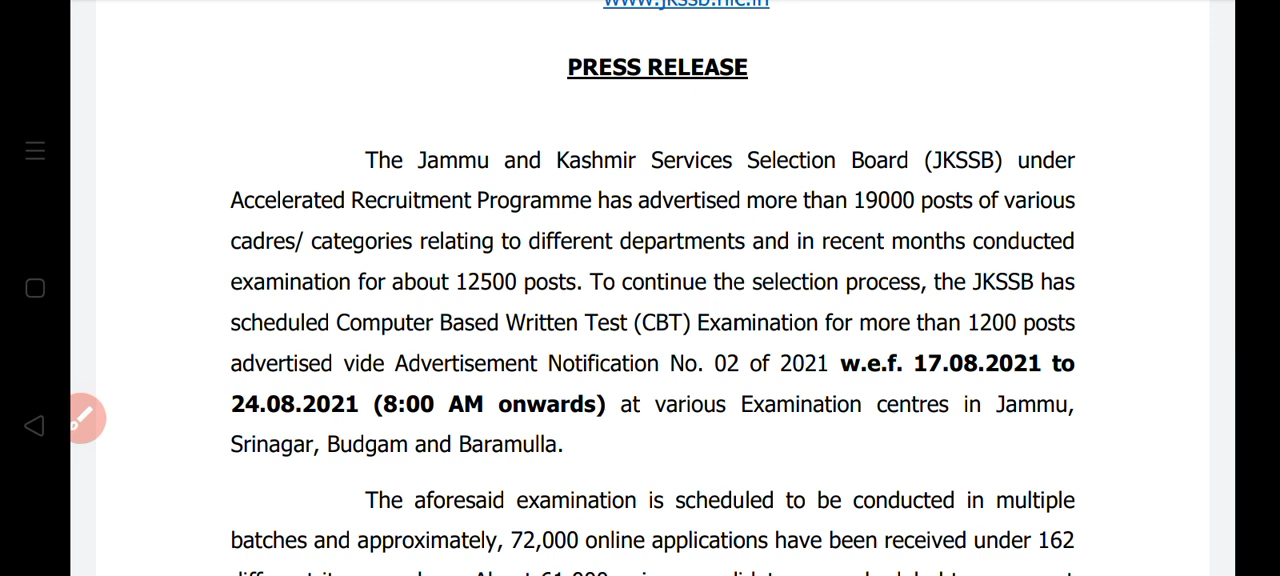 www.jkssb.nic.in
PRESS RELEASE
The Jammu and Kashmir Services Selection Board (JKSSB) under
Accelerated Recruitment Programme has advertised more than 19000 posts of various
cadres/ categories relating to different departments and in recent months conducted
examination for about 12500 posts. To continue the selection process, the JKSSB has
scheduled Computer Based Written Test (CBT) Examination for more than 1200 posts
advertised vide Advertisement Notification No. 02 of 2021 w.e.f. 17.08.2021 to
24.08.2021 (8:00 AM onwards) at various Examination centres in Jammu,
Srinagar, Budgam and Baramulla.
The aforesaid examination is scheduled to be conducted in multiple
batches and approximately, 72,000 online applications have been received under 162